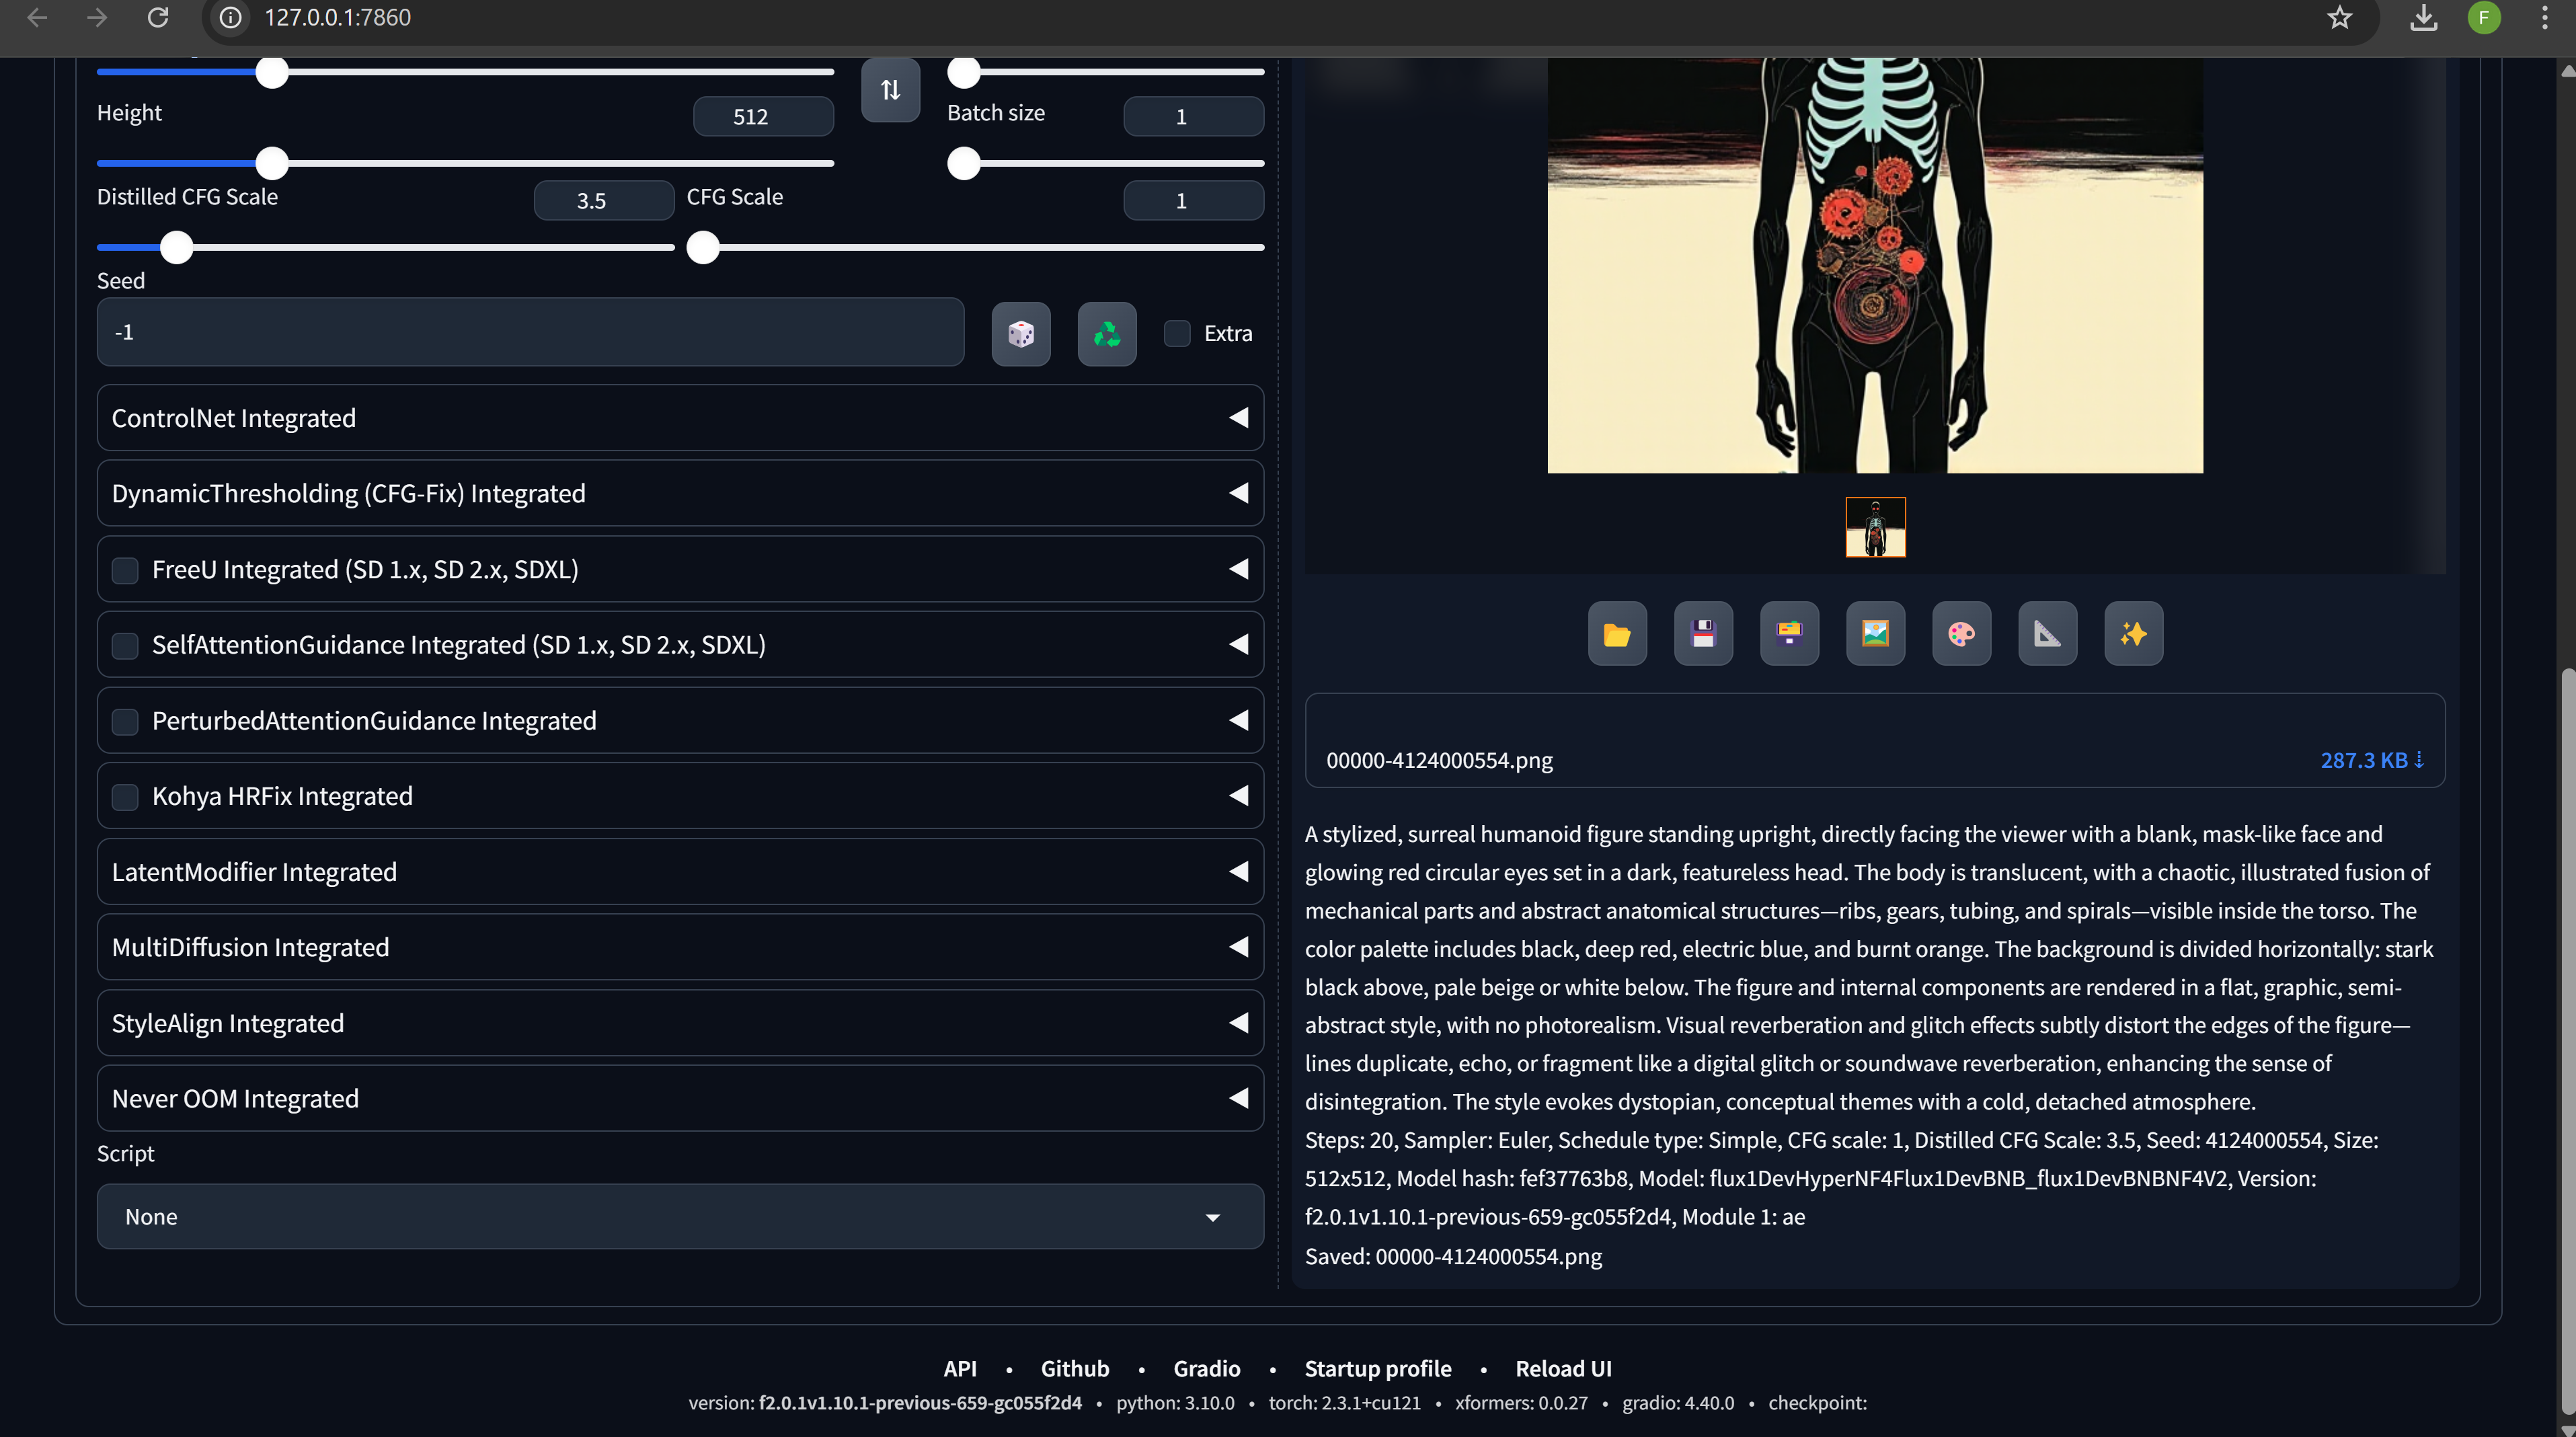 127.0.0.1:7860
F
Height
512
Batch size
1
Distilled CFG Scale
3.5
CFG Scale
1
Seed
-1
Extra
ControlNet Integrated
DynamicThresholding (CFG-Fix) Integrated
FreeU Integrated (SD 1.x, SD 2.x, SDXL)
SelfAttentionGuidance Integrated (SD 1.x, SD 2.x, SDXL)
PerturbedAttentionGuidance Integrated
Kohya HRFix Integrated
LatentModifier Integrated
MultiDiffusion Integrated
StyleAlign Integrated
Never OOM Integrated
Script
None
00000-4124000554.png
287.3 KB ⇣
A stylized, surreal humanoid figure standing upright, directly facing the viewer with a blank, mask-like face and
glowing red circular eyes set in a dark, featureless head. The body is translucent, with a chaotic, illustrated fusion of
mechanical parts and abstract anatomical structures—ribs, gears, tubing, and spirals—visible inside the torso. The
color palette includes black, deep red, electric blue, and burnt orange. The background is divided horizontally: stark
black above, pale beige or white below. The figure and internal components are rendered in a flat, graphic, semi-
abstract style, with no photorealism. Visual reverberation and glitch effects subtly distort the edges of the figure—
lines duplicate, echo, or fragment like a digital glitch or soundwave reverberation, enhancing the sense of
disintegration. The style evokes dystopian, conceptual themes with a cold, detached atmosphere.
Steps: 20, Sampler: Euler, Schedule type: Simple, CFG scale: 1, Distilled CFG Scale: 3.5, Seed: 4124000554, Size:
512x512, Model hash: fef37763b8, Model: flux1DevHyperNF4Flux1DevBNB_flux1DevBNBNF4V2, Version:
f2.0.1v1.10.1-previous-659-gc055f2d4, Module 1: ae
Saved: 00000-4124000554.png
API • Github • Gradio • Startup profile • Reload UI
version: f2.0.1v1.10.1-previous-659-gc055f2d4 • python: 3.10.0 • torch: 2.3.1+cu121 • xformers: 0.0.27 • gradio: 4.40.0 • checkpoint: